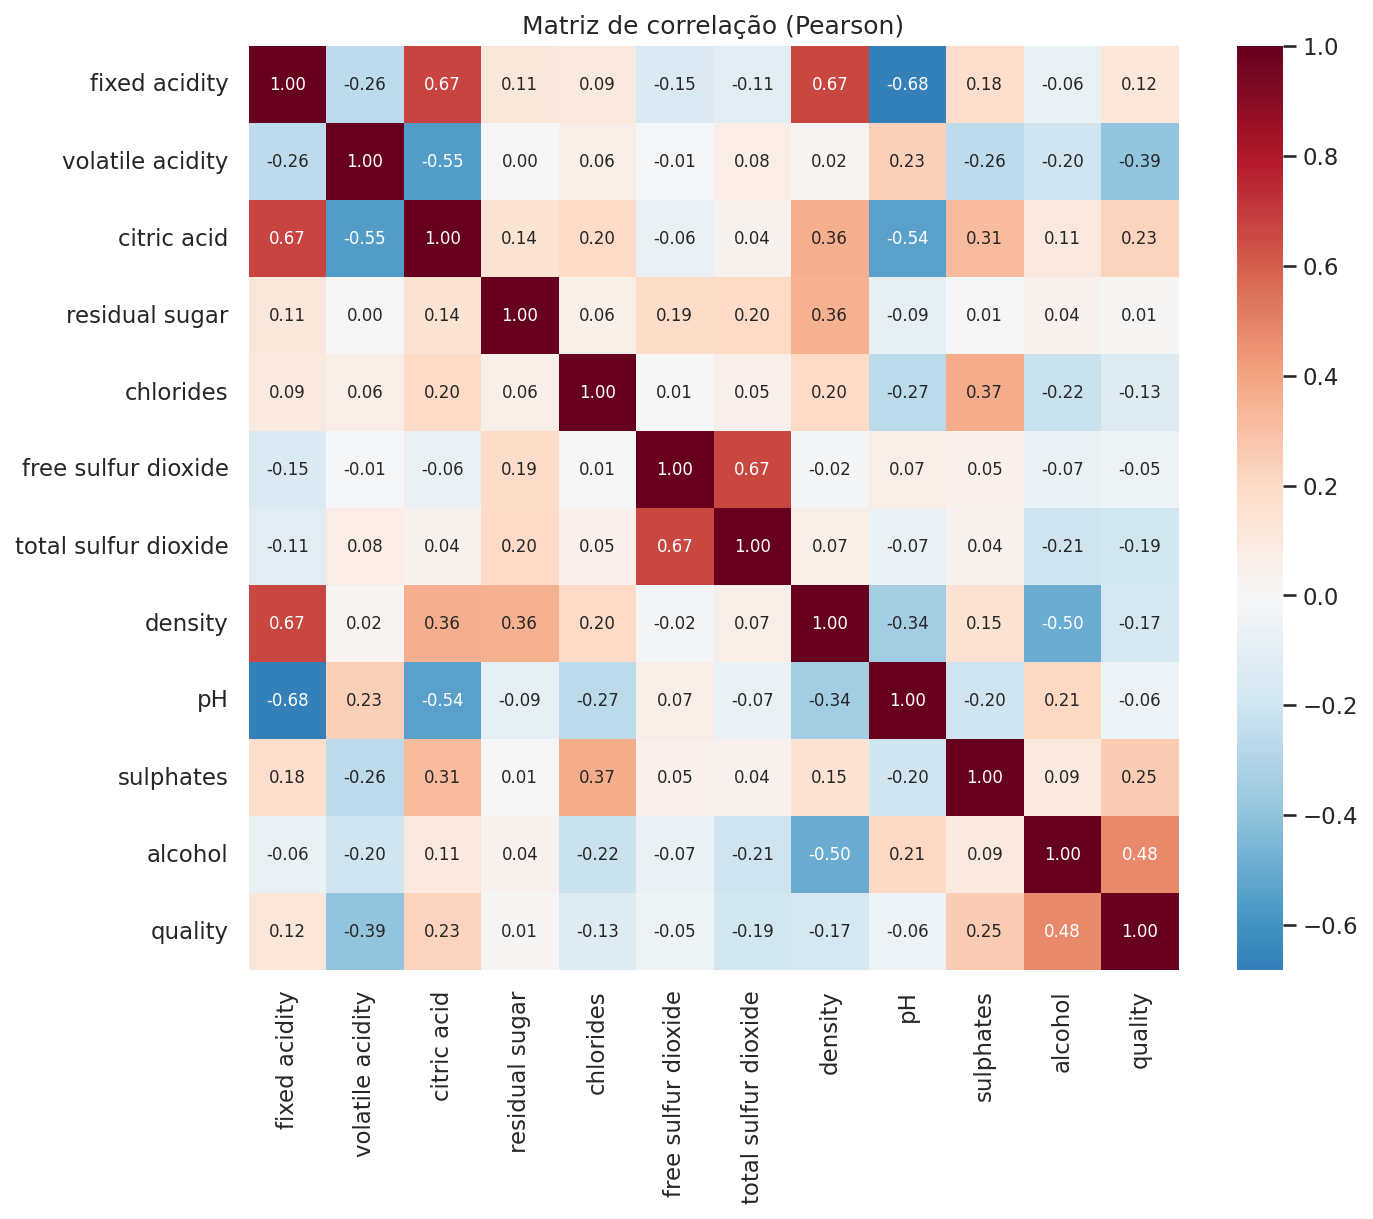 Matriz de correlação (Pearson)
fixed acidity 1.00 -0.26 0.67 0.11 0.09 -0.15 -0.11 0.67 -0.68 0.18 -0.06 0.12
volatile acidity -0.26 1.00 -0.55 0.00 0.06 -0.01 0.08 0.02 0.23 -0.26 -0.20 -0.39
citric acid 0.67 -0.55 1.00 0.14 0.20 -0.06 0.04 0.36 -0.54 0.31 0.11 0.23
residual sugar 0.11 0.00 0.14 1.00 0.06 0.19 0.20 0.36 -0.09 0.01 0.04 0.01
chlorides 0.09 0.06 0.20 0.06 1.00 0.01 0.05 0.20 -0.27 0.37 -0.22 -0.13
free sulfur dioxide -0.15 -0.01 -0.06 0.19 0.01 1.00 0.67 -0.02 0.07 0.05 -0.07 -0.05
total sulfur dioxide -0.11 0.08 0.04 0.20 0.05 0.67 1.00 0.07 -0.07 0.04 -0.21 -0.19
density 0.67 0.02 0.36 0.36 0.20 -0.02 0.07 1.00 -0.34 0.15 -0.50 -0.17
pH -0.68 0.23 -0.54 -0.09 -0.27 0.07 -0.07 -0.34 1.00 -0.20 0.21 -0.06
sulphates 0.18 -0.26 0.31 0.01 0.37 0.05 0.04 0.15 -0.20 1.00 0.09 0.25
alcohol -0.06 -0.20 0.11 0.04 -0.22 -0.07 -0.21 -0.50 0.21 0.09 1.00 0.48
quality 0.12 -0.39 0.23 0.01 -0.13 -0.05 -0.19 -0.17 -0.06 0.25 0.48 1.00
fixed acidity
volatile acidity
citric acid
residual sugar
chlorides
free sulfur dioxide
total sulfur dioxide
density
pH
sulphates
alcohol
quality
1.0
0.8
0.6
0.4
0.2
0.0
−0.2
−0.4
−0.6